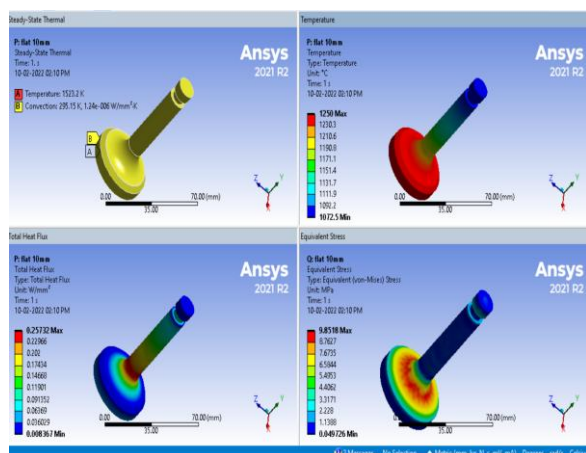 Steady-State Thermal
P: flat 10mm
Steady-State Thermal
Time: 1. s
10-02-2022 02:10 PM
A Temperature: 1523.2 K
B Convection: 295.15 K, 1.24e-006 W/mm²·K
Ansys
2021 R2
B
A
Z
Y
X
0.00
70.00 (mm)
35.00
Temperature
P: flat 10mm
Temperature
Type: Temperature
Unit: °C
Time: 1 s
10-02-2022 02:10 PM
1250 Max
1230.3
1210.6
1190.8
1171.1
1151.4
1131.7
1111.9
1092.2
1072.5 Min
Ansys
2021 R2
Z
Y
X
0.00
70.00 (mm)
35.00
Total Heat Flux
P: flat 10mm
Total Heat Flux
Type: Total Heat Flux
Unit: W/mm²
Time: 1 s
10-02-2022 02:10 PM
0.25732 Max
0.22966
0.202
0.17434
0.14668
0.11901
0.091352
0.06369
0.036029
0.008367 Min
Ansys
2021 R2
Z
Y
X
0.00
70.00 (mm)
35.00
Equivalent Stress
Q: flat 10mm
Equivalent Stress
Type: Equivalent (von-Mises) Stress
Unit: MPa
Time: 1 s
10-02-2022 02:10 PM
9.8518 Max
8.7627
7.6735
6.5844
5.4953
4.4062
3.3171
2.228
1.1388
0.049726 Min
Ansys
2021 R2
Z
Y
X
0.00
70.00 (mm)
35.00
No Selection